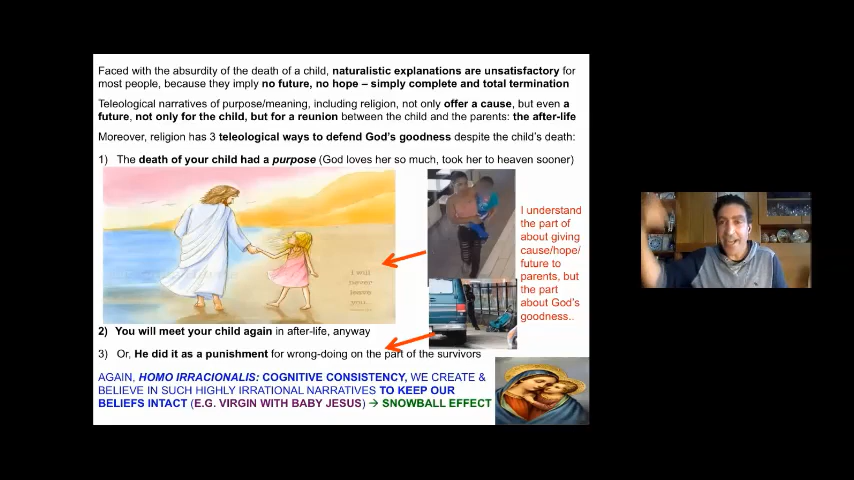 Faced with the absurdity of the death of a child, naturalistic explanations are unsatisfactory for
most people, because they imply no future, no hope – simply complete and total termination
Teleological narratives of purpose/meaning, including religion, not only offer a cause, but even a
future, not only for the child, but for a reunion between the child and the parents: the after-life
Moreover, religion has 3 teleological ways to defend God's goodness despite the child's death:
1) The death of your child had a purpose (God loves her so much, took her to heaven sooner)
I will
never
leave
you...
I understand
the part of
about giving
cause/hope/
future to
parents, but
the part
about God's
goodness..
2) You will meet your child again in after-life, anyway
3) Or, He did it as a punishment for wrong-doing on the part of the survivors
AGAIN, HOMO IRRACIONALIS: COGNITIVE CONSISTENCY, WE CREATE &
BELIEVE IN SUCH HIGHLY IRRATIONAL NARRATIVES TO KEEP OUR
BELIEFS INTACT (E.G. VIRGIN WITH BABY JESUS) → SNOWBALL EFFECT